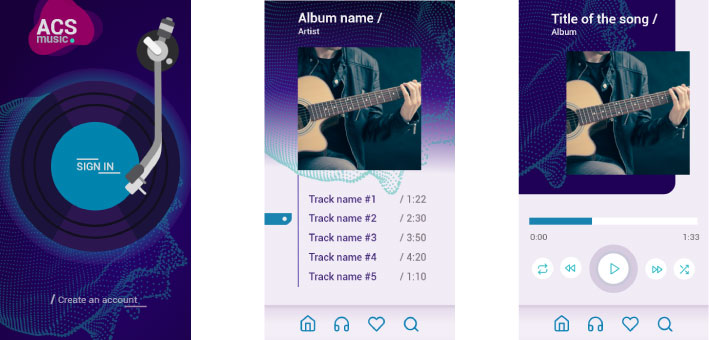 ACS
music.
SIGN IN
/ Create an account
Album name /
Artist
Track name #1 / 1:22
Track name #2 / 2:30
Track name #3 / 3:50
Track name #4 / 4:20
Track name #5 / 1:10
Title of the song /
Album
0:00 1:33